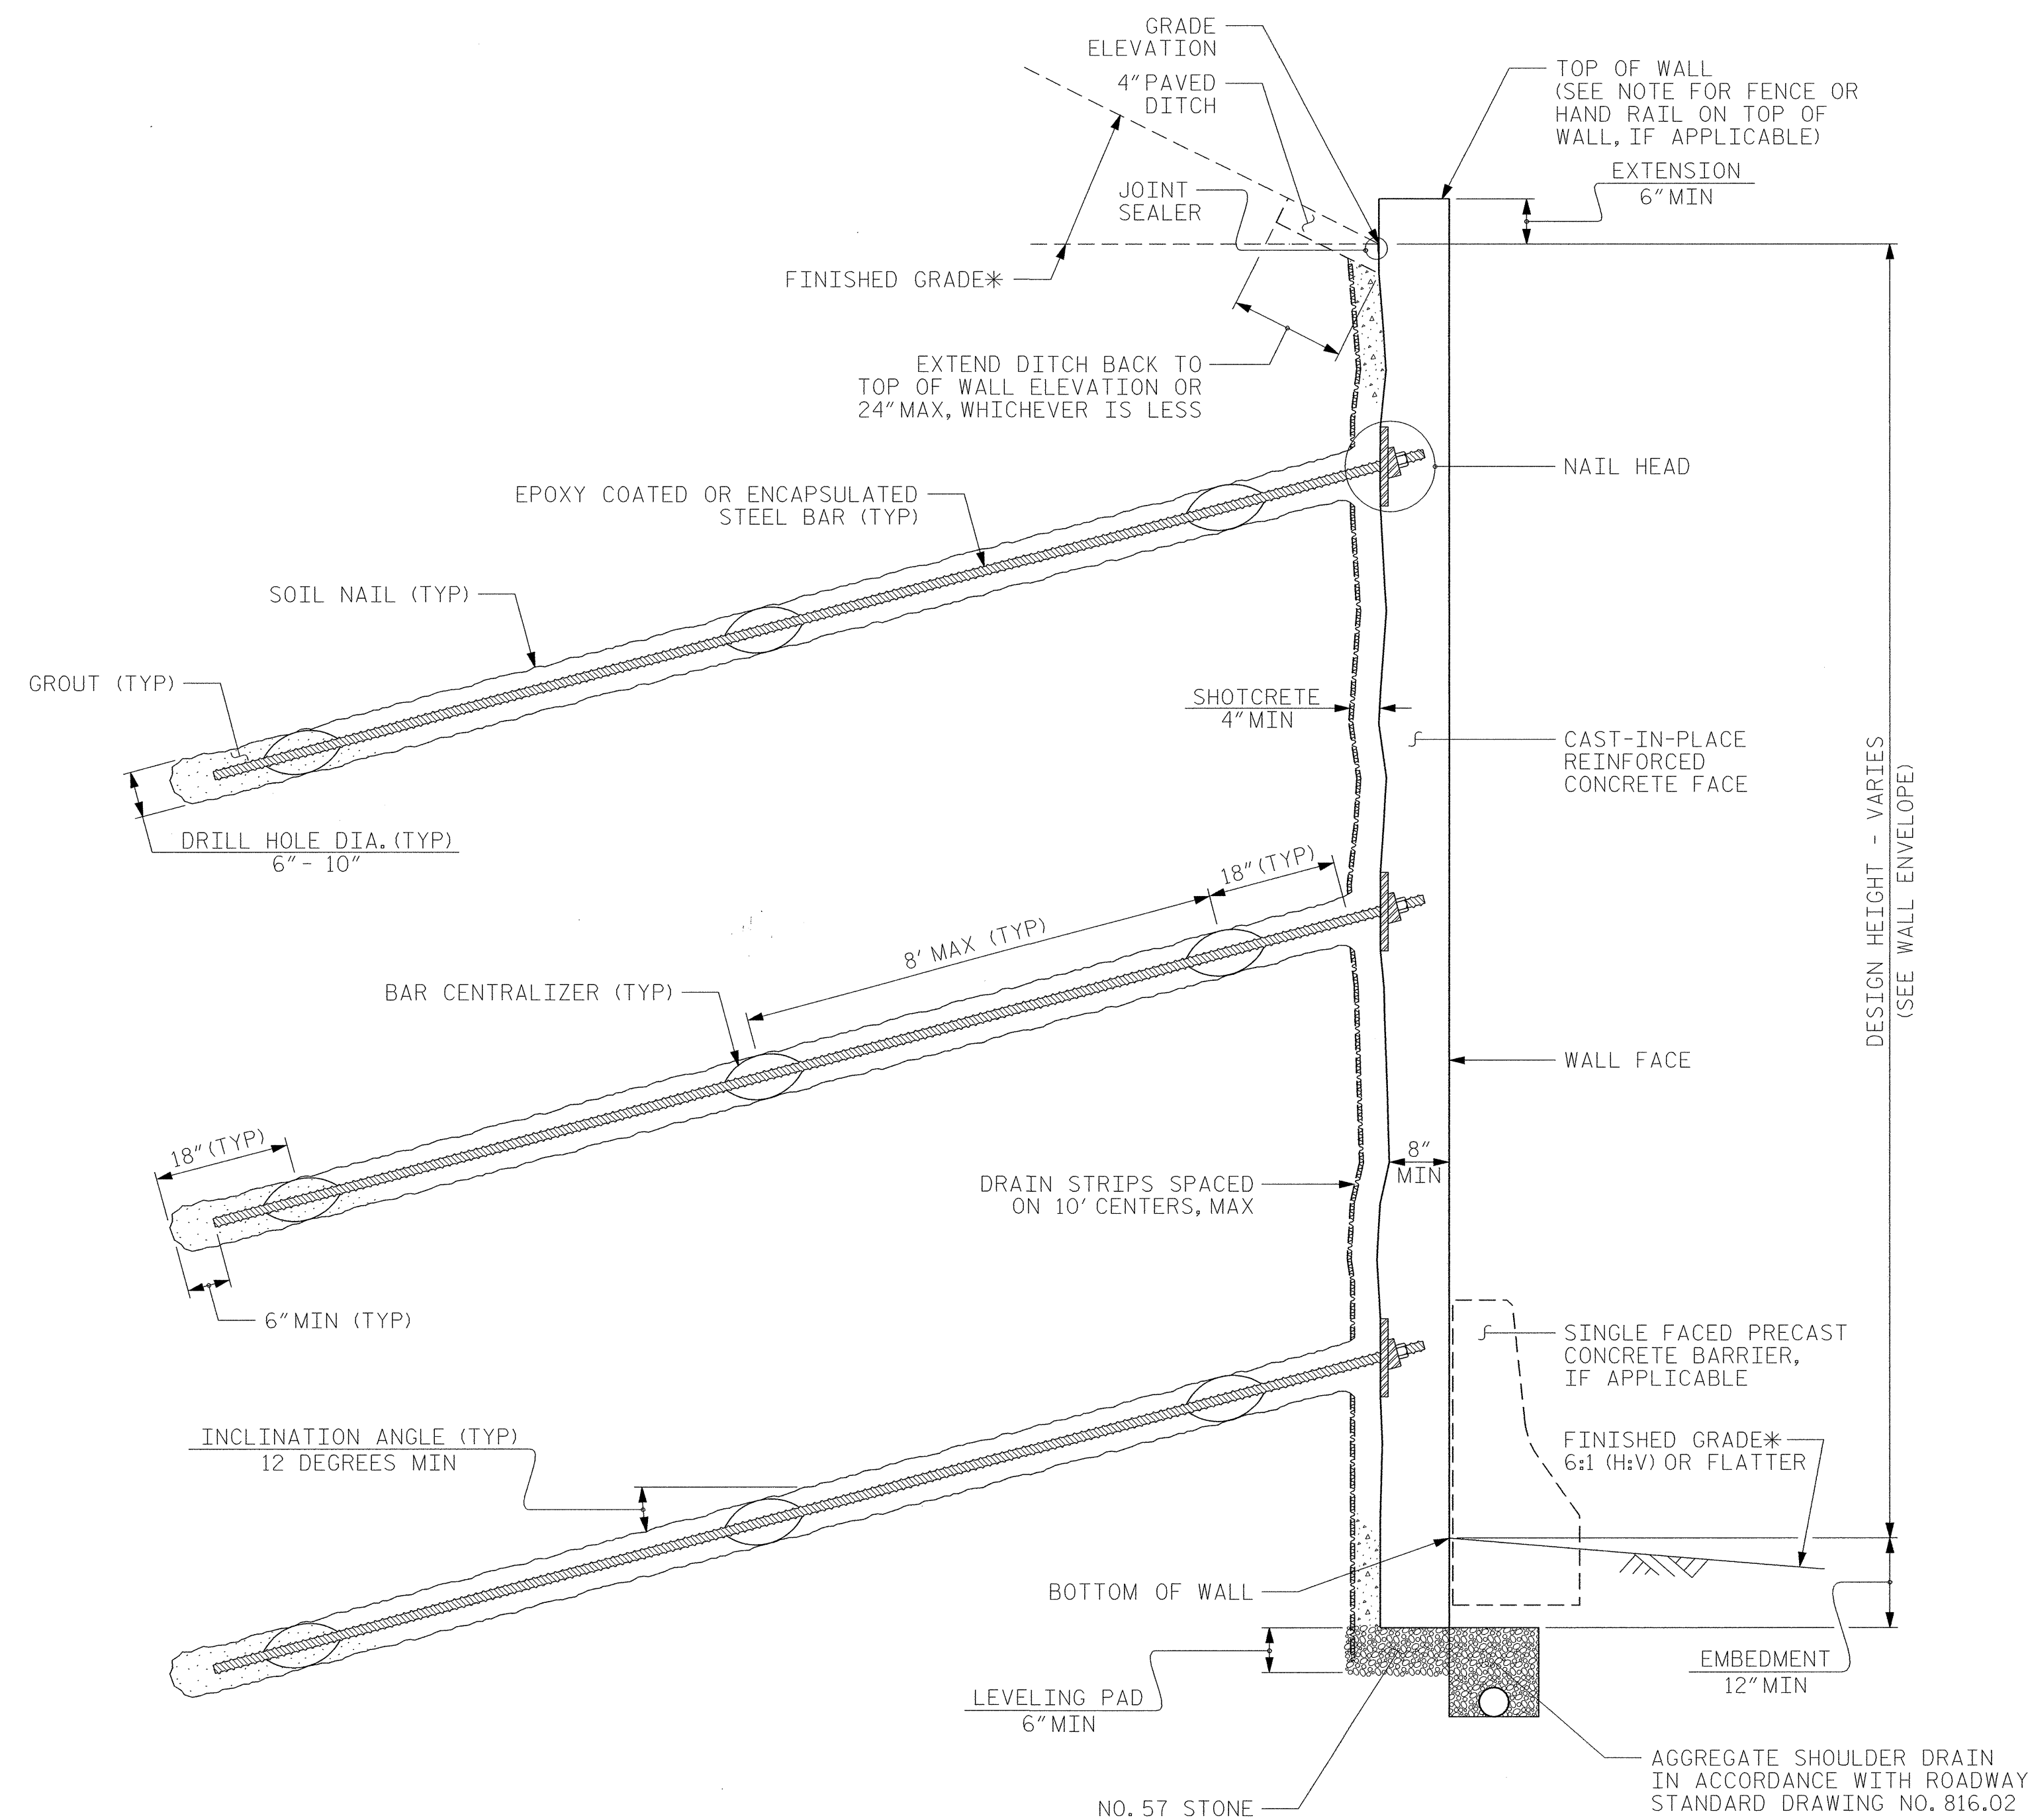 GRADE
ELEVATION
4" PAVED
DITCH
TOP OF WALL
(SEE NOTE FOR FENCE OR
HAND RAIL ON TOP OF
WALL, IF APPLICABLE)
EXTENSION
6" MIN
JOINT
SEALER
FINISHED GRADE*
EXTEND DITCH BACK TO
TOP OF WALL ELEVATION OR
24" MAX, WHICHEVER IS LESS
NAIL HEAD
EPOXY COATED OR ENCAPSULATED
STEEL BAR (TYP)
SOIL NAIL (TYP)
GROUT (TYP)
SHOTCRETE
4" MIN
CAST-IN-PLACE
REINFORCED
CONCRETE FACE
DESIGN HEIGHT - VARIES
(SEE WALL ENVELOPE)
DRILL HOLE DIA. (TYP)
6" - 10"
18" (TYP)
8' MAX (TYP)
BAR CENTRALIZER (TYP)
WALL FACE
18" (TYP)
8"
MIN
DRAIN STRIPS SPACED
ON 10' CENTERS, MAX
6" MIN (TYP)
SINGLE FACED PRECAST
CONCRETE BARRIER,
IF APPLICABLE
INCLINATION ANGLE (TYP)
12 DEGREES MIN
FINISHED GRADE*
6:1 (H:V) OR FLATTER
BOTTOM OF WALL
EMBEDMENT
12" MIN
LEVELING PAD
6" MIN
AGGREGATE SHOULDER DRAIN
IN ACCORDANCE WITH ROADWAY
STANDARD DRAWING NO. 816.02
NO. 57 STONE